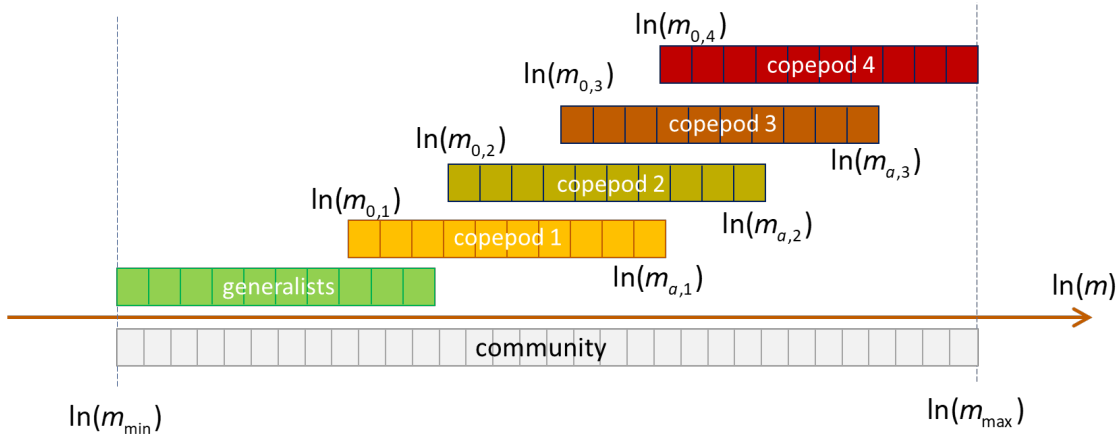 ln(m0,4)
copepod 4
ln(m0,3)
copepod 3
ln(m0,2)
ln(ma,3)
copepod 2
ln(m0,1)
ln(ma,2)
copepod 1
ln(ma,1)
generalists
ln(m)
community
ln(mmin)
ln(mmax)